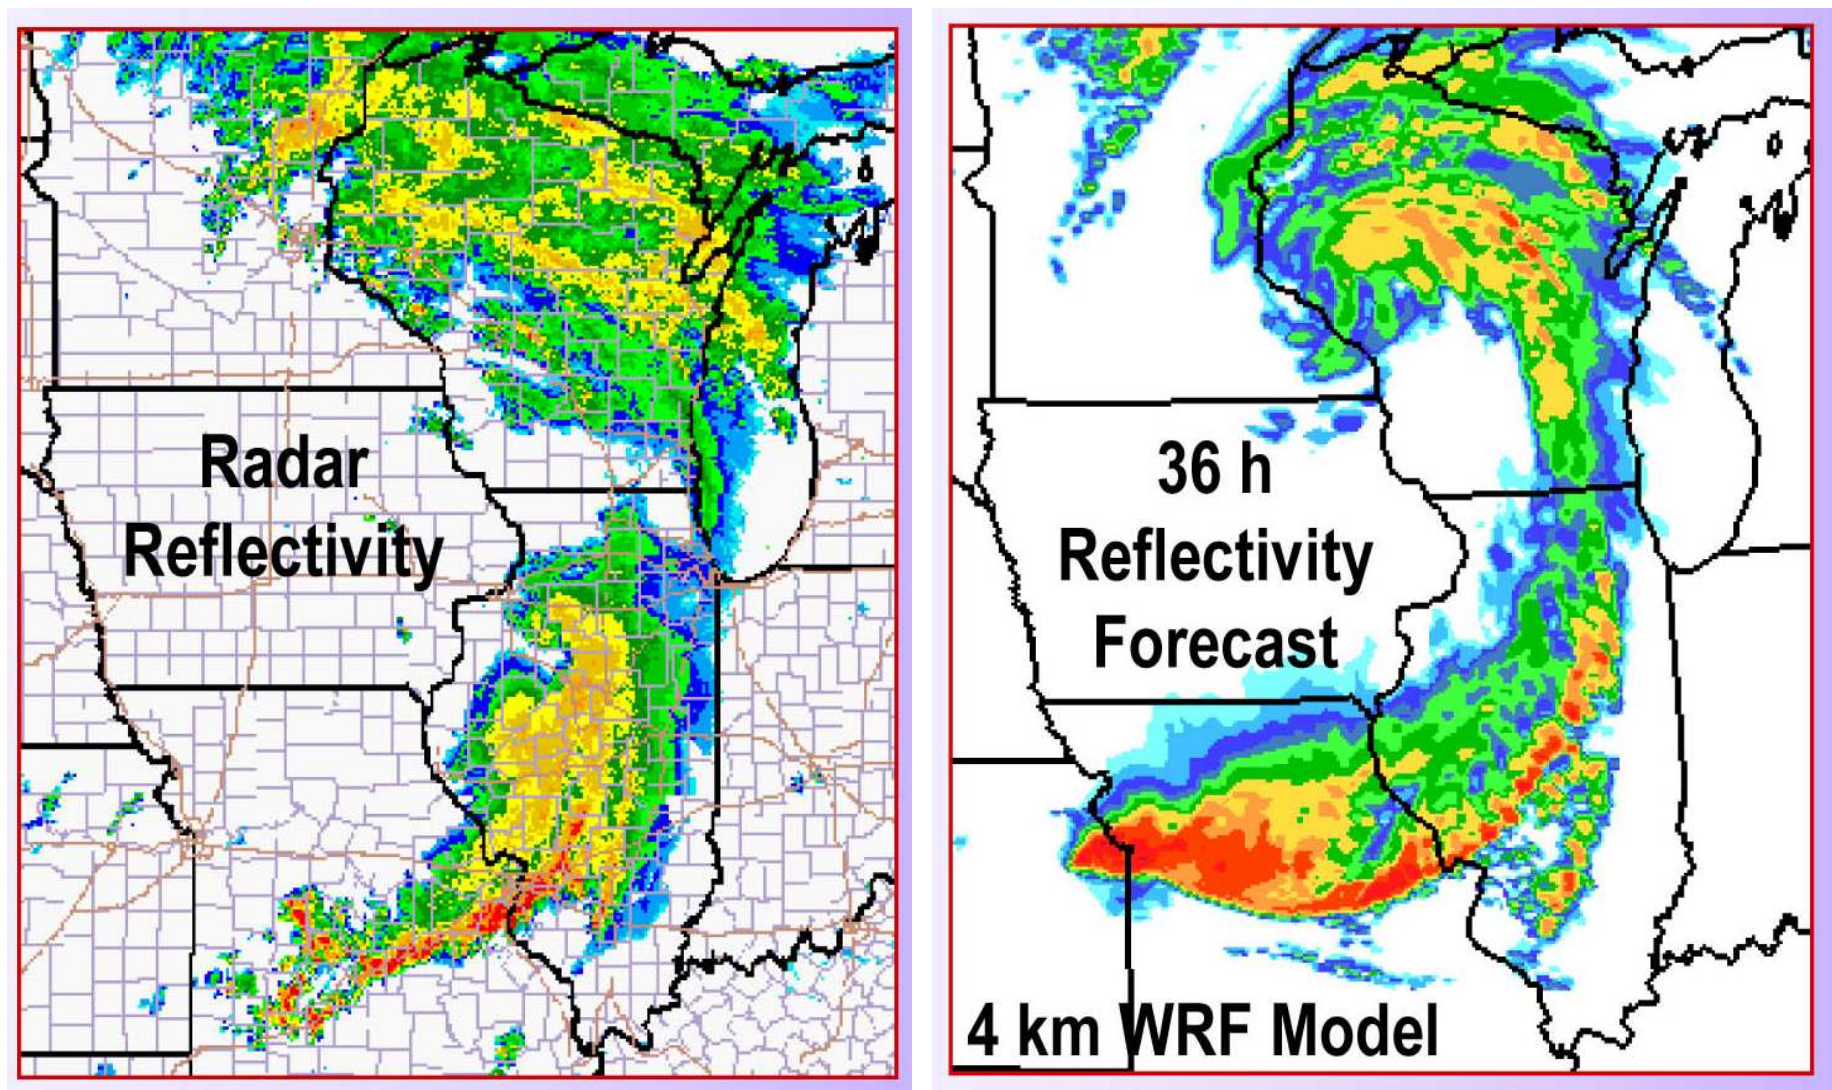 Radar
Reflectivity
36 h
Reflectivity
Forecast
4 km WRF Model